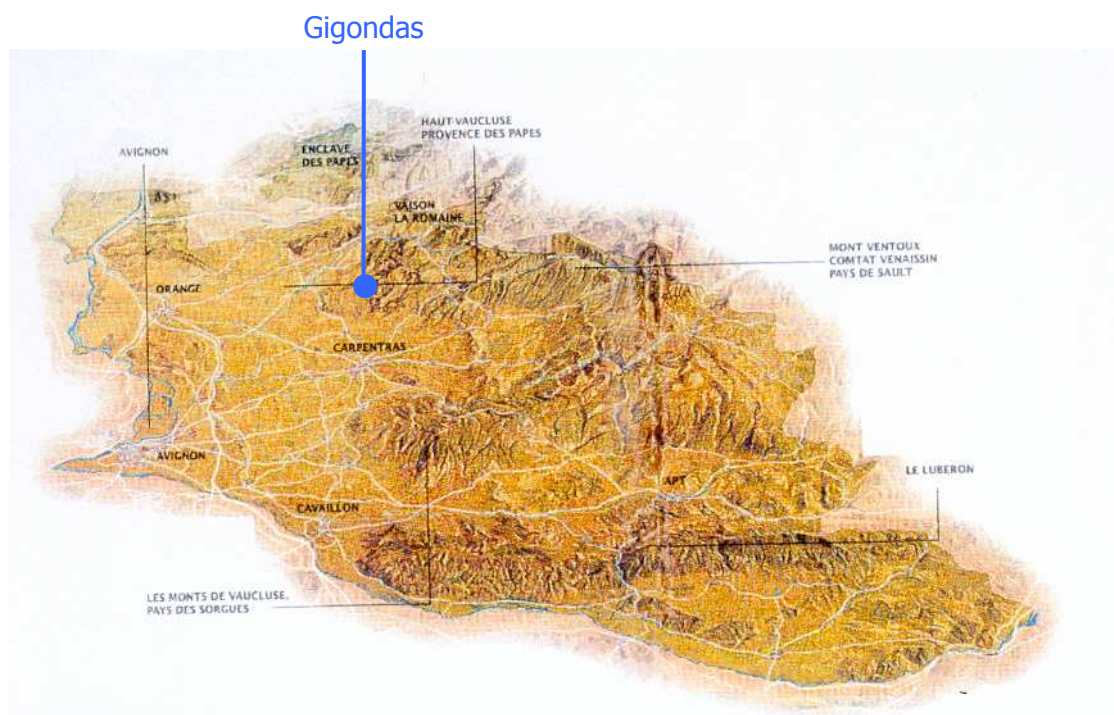 Gigondas
HAUT-VAUCLUSE
PROVENCE DES PAPES
AVIGNON
ENCLAVE
DES PAPES
VAISON
LA ROMAINE
MONT VENTOUX
COMTAT VENAISSIN
PAYS DE SAULT
ORANGE
CARPENTRAS
AVIGNON
LE LUBERON
APT
CAVAILLON
LES MONTS DE VAUCLUSE,
PAYS DES SORGUES